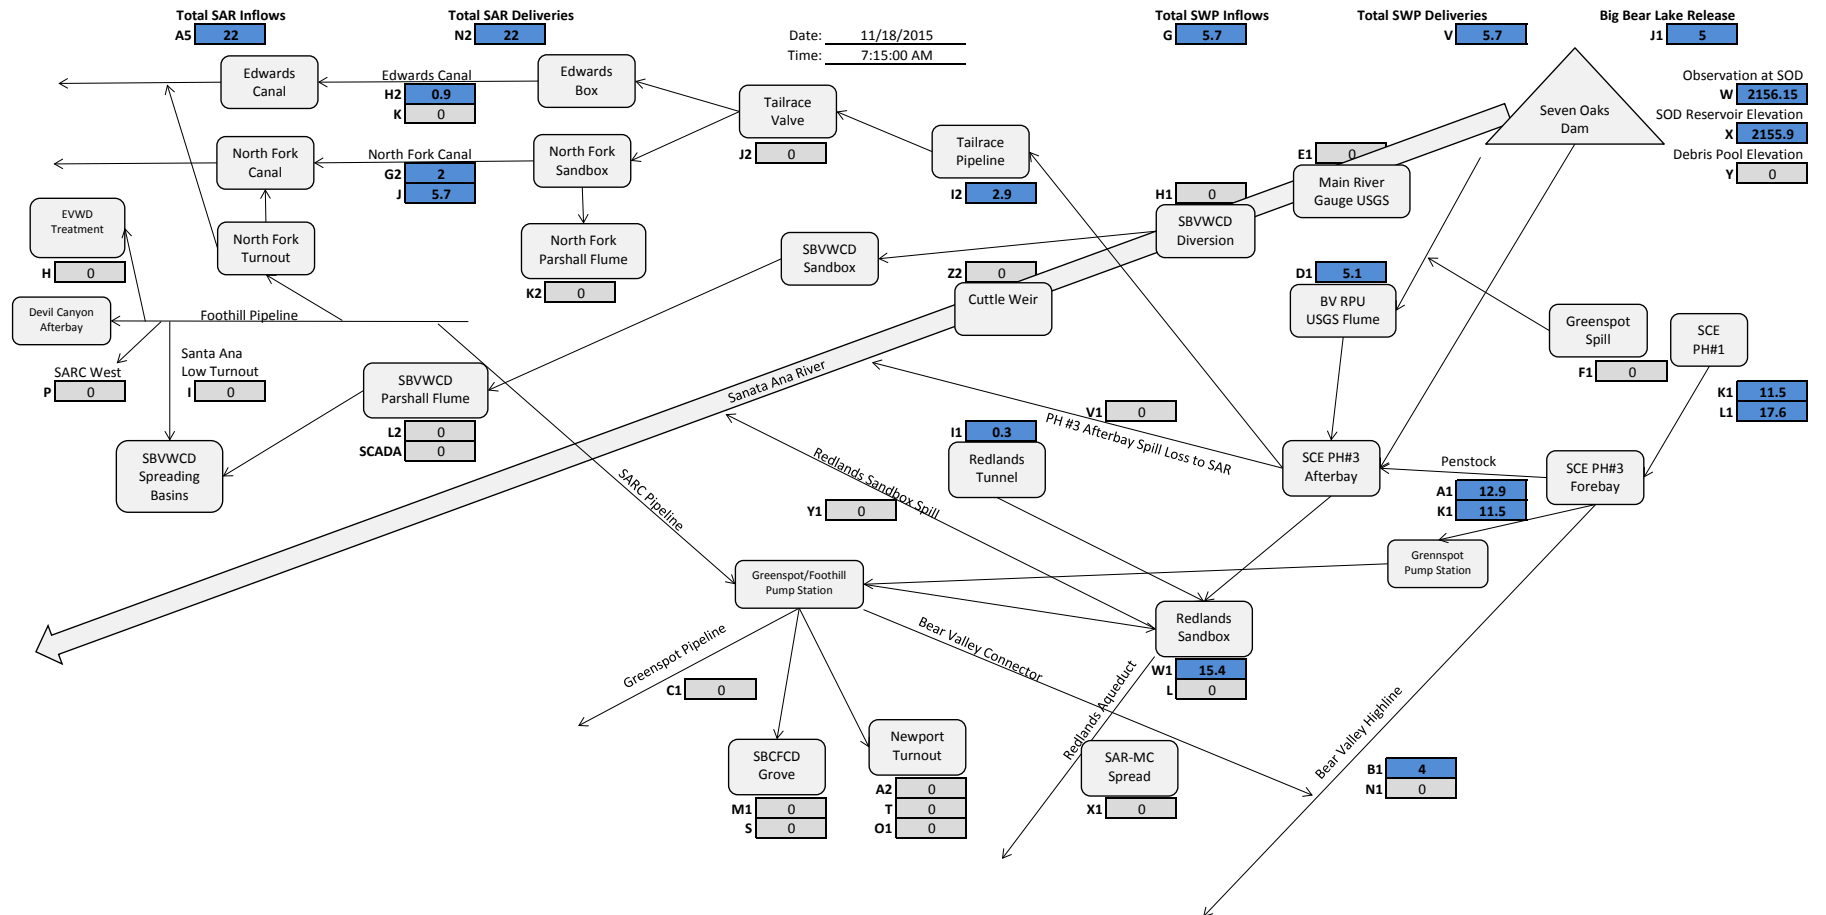 Total SAR Inflows
A5 22
Total SAR Deliveries
N2 22
Date: 11/18/2015
Time: 7:15:00 AM
Total SWP Inflows
G 5.7
Total SWP Deliveries
V 5.7
Big Bear Lake Release
J1 5
Observation at SOD
W 2156.15
SOD Reservoir Elevation
X 2155.9
Debris Pool Elevation
Y 0
Seven Oaks
Dam
Edwards
Canal
Edwards Canal
H2 0.9
K 0
Edwards
Box
Tailrace
Valve
J2 0
Tailrace
Pipeline
I2 2.9
E1 0
Main River
Gauge USGS
H1 0
SBVWCD
Diversion
North Fork
Canal
North Fork Canal
G2 2
J 5.7
North Fork
Sandbox
North Fork
Parshall Flume
K2 0
EVWD
Treatment
H 0
North Fork
Turnout
SBVWCD
Sandbox
Z2 0
Cuttle Weir
D1 5.1
BV RPU
USGS Flume
Greenspot
Spill
F1 0
SCE
PH#1
K1 11.5
L1 17.6
Devil Canyon
Afterbay
Foothill Pipeline
SARC West
P 0
Santa Ana
Low Turnout
I 0
SBVWCD
Parshall Flume
L2 0
SCADA 0
SBVWCD
Spreading
Basins
Sanata Ana River
V1 0
PH #3 Afterbay Spill Loss to SAR
I1 0.3
Redlands
Tunnel
SCE PH#3
Afterbay
Penstock
A1 12.9
K1 11.5
SCE PH#3
Forebay
SARC Pipeline
Redlands Sandbox Spill
Y1 0
Grennspot
Pump Station
Greenspot/Foothill
Pump Station
Redlands
Sandbox
W1 15.4
L 0
Greenspot Pipeline
C1 0
Bear Valley Connector
Redlands Aqueduct
Bear Valley Highline
SBCFCD
Grove
M1 0
S 0
Newport
Turnout
A2 0
T 0
O1 0
SAR-MC
Spread
X1 0
B1 4
N1 0